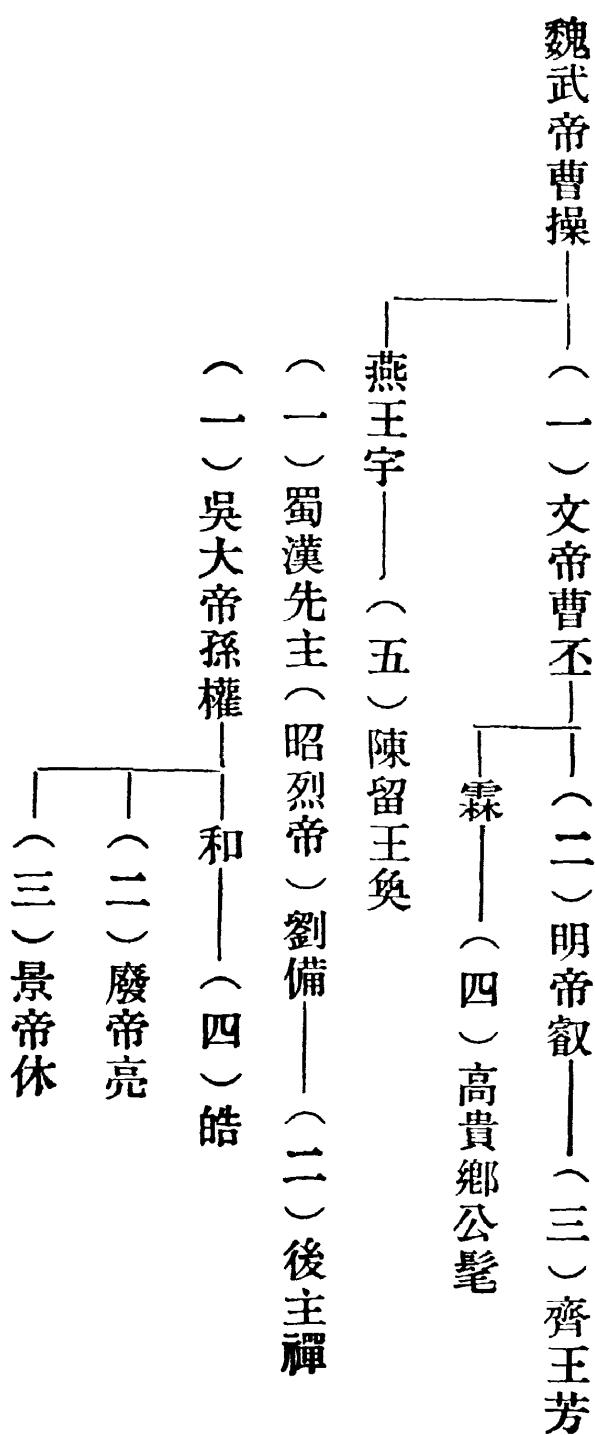 魏武帝曹操
（一）文帝曹丕
（二）明帝叡
（三）齊王芳
霖
（四）高貴鄉公髦
燕王宇
（五）陳留王奐
（一）蜀漢先主（昭烈帝）劉備
（二）後主禪
（一）吳大帝孫權
和
（四）皓
（二）廢帝亮
（三）景帝休